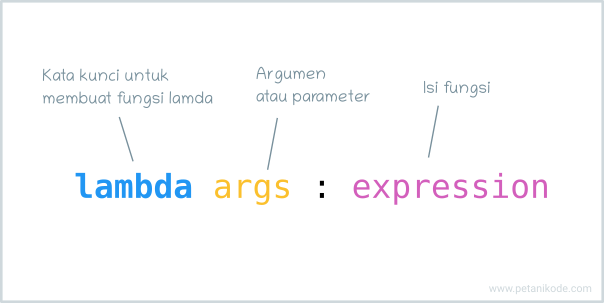 Kata kunci untuk
membuat fungsi lamda
Argumen
atau parameter
Isi fungsi
lambda args : expression
www.petanikode.com